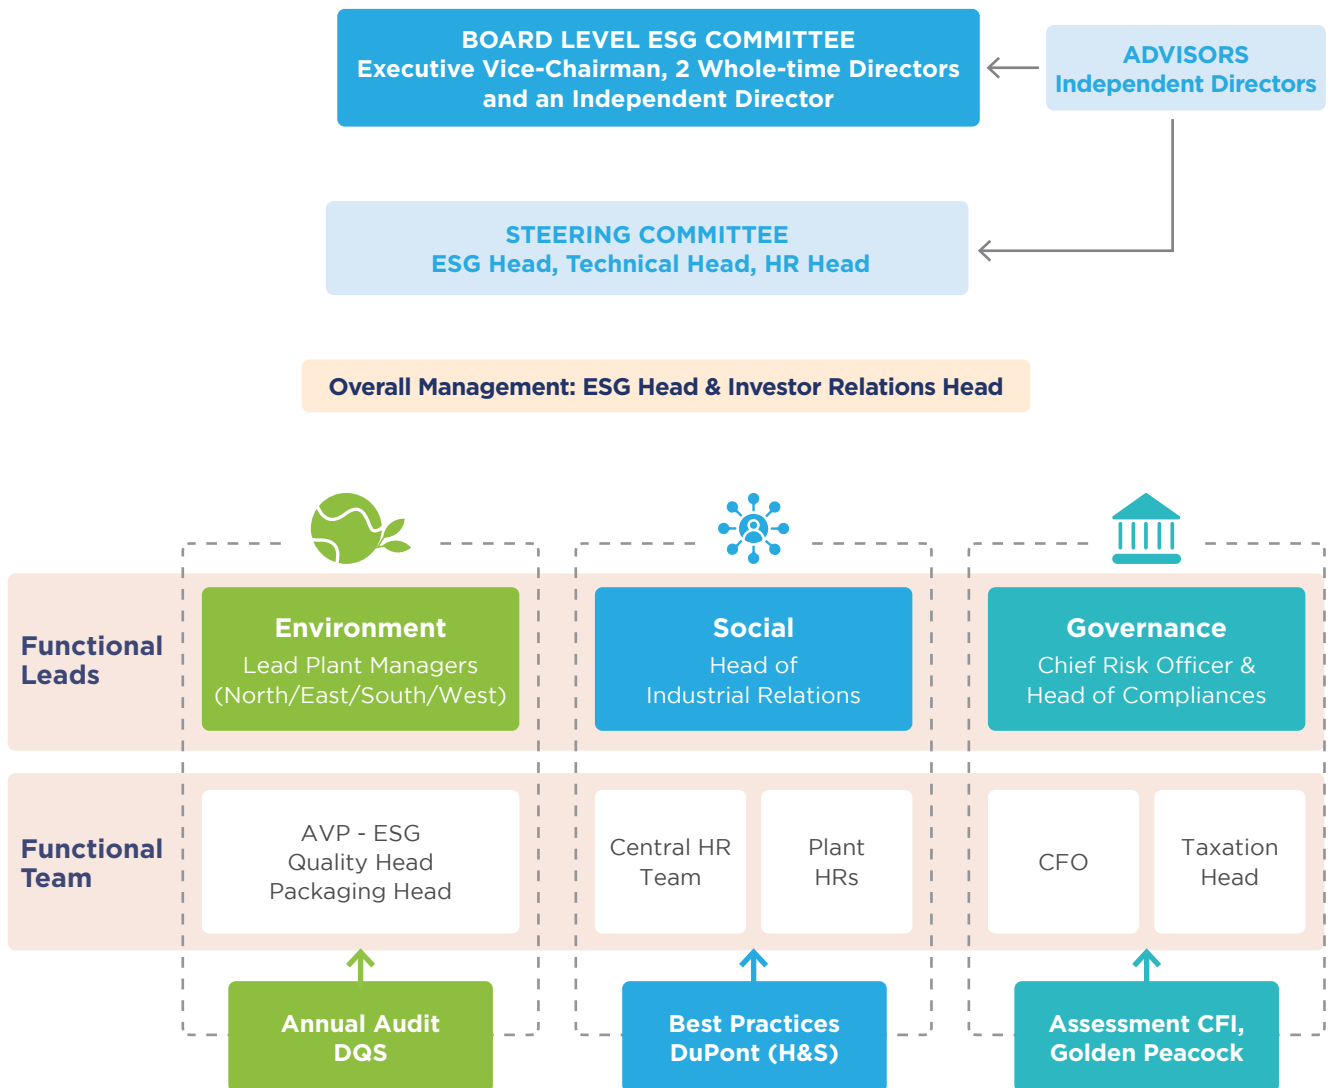 BOARD LEVEL ESG COMMITTEE
Executive Vice-Chairman, 2 Whole-time Directors
and an Independent Director
ADVISORS
Independent Directors
STEERING COMMITTEE
ESG Head, Technical Head, HR Head
Overall Management: ESG Head & Investor Relations Head
Functional
Leads
Environment
Lead Plant Managers
(North/East/South/West)
Social
Head of
Industrial Relations
Governance
Chief Risk Officer &
Head of Compliances
Functional
Team
AVP - ESG
Quality Head
Packaging Head
Central HR
Team
Plant
HRs
CFO
Taxation
Head
Annual Audit
DQS
Best Practices
DuPont (H&S)
Assessment CFI,
Golden Peacock